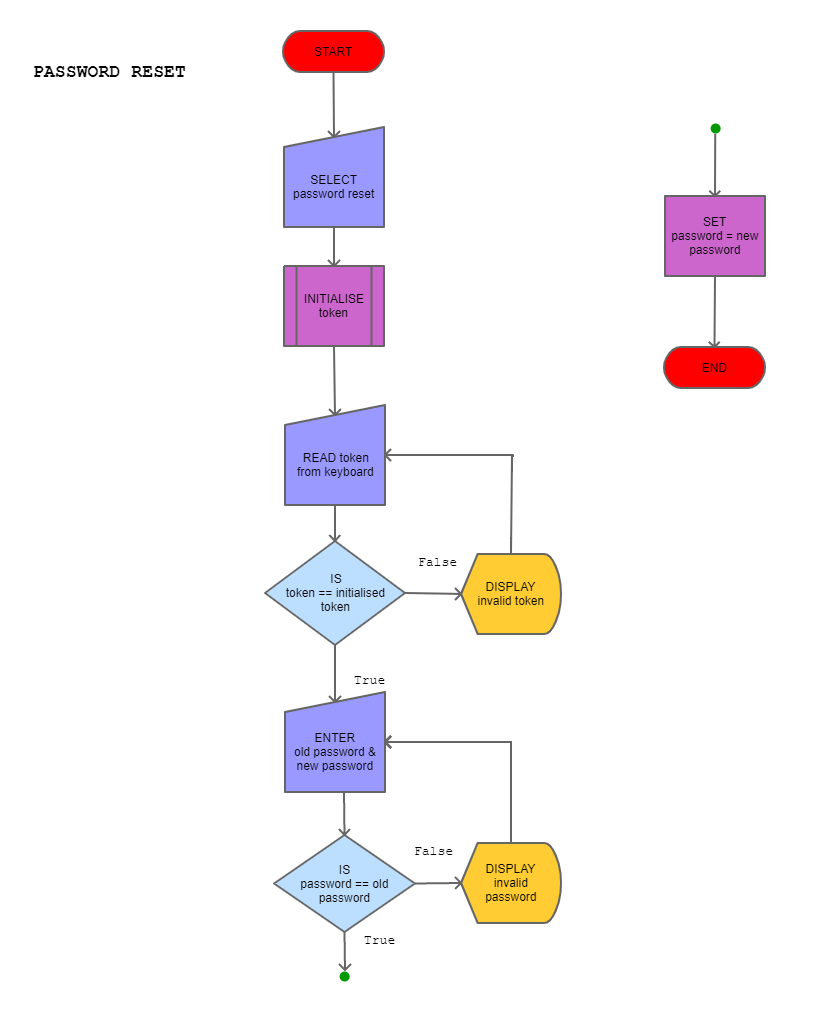 START
PASSWORD RESET
SELECT
password reset
INITIALISE
token
READ token
from keyboard
IS
token == initialised
token
False
DISPLAY
invalid token
True
ENTER
old password &
new password
IS
password == old
password
False
DISPLAY
invalid
password
True
SET
password = new
password
END